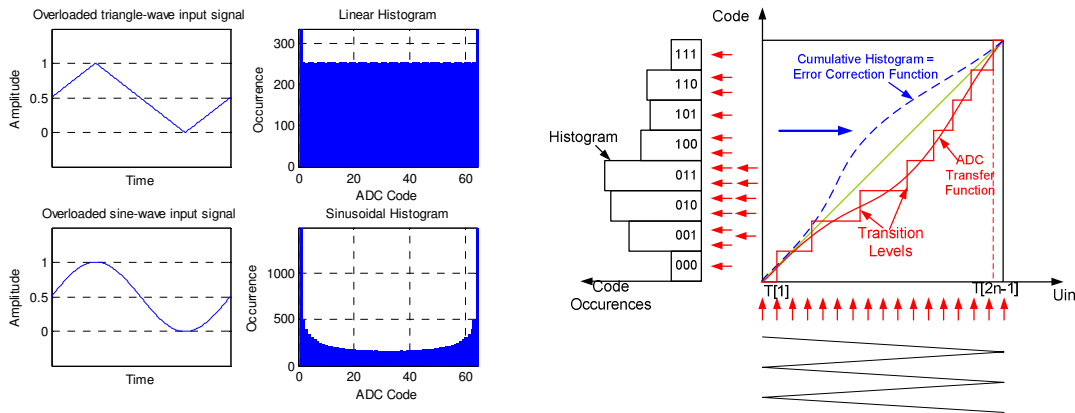 Overloaded triangle-wave input signal
Amplitude
1
0.5
0
Time
Linear Histogram
Occurrence
300
200
100
0
0 20 40 60
ADC Code
Overloaded sine-wave input signal
Amplitude
1
0.5
0
Time
Sinusoidal Histogram
Occurrence
1000
500
0
0 20 40 60
ADC Code
Code
Histogram
111
110
101
100
011
010
001
000
Code
Occurences
Cumulative Histogram =
Error Correction Function
ADC
Transfer
Function
Transition
Levels
T[1]
T[2n-1]
Uin